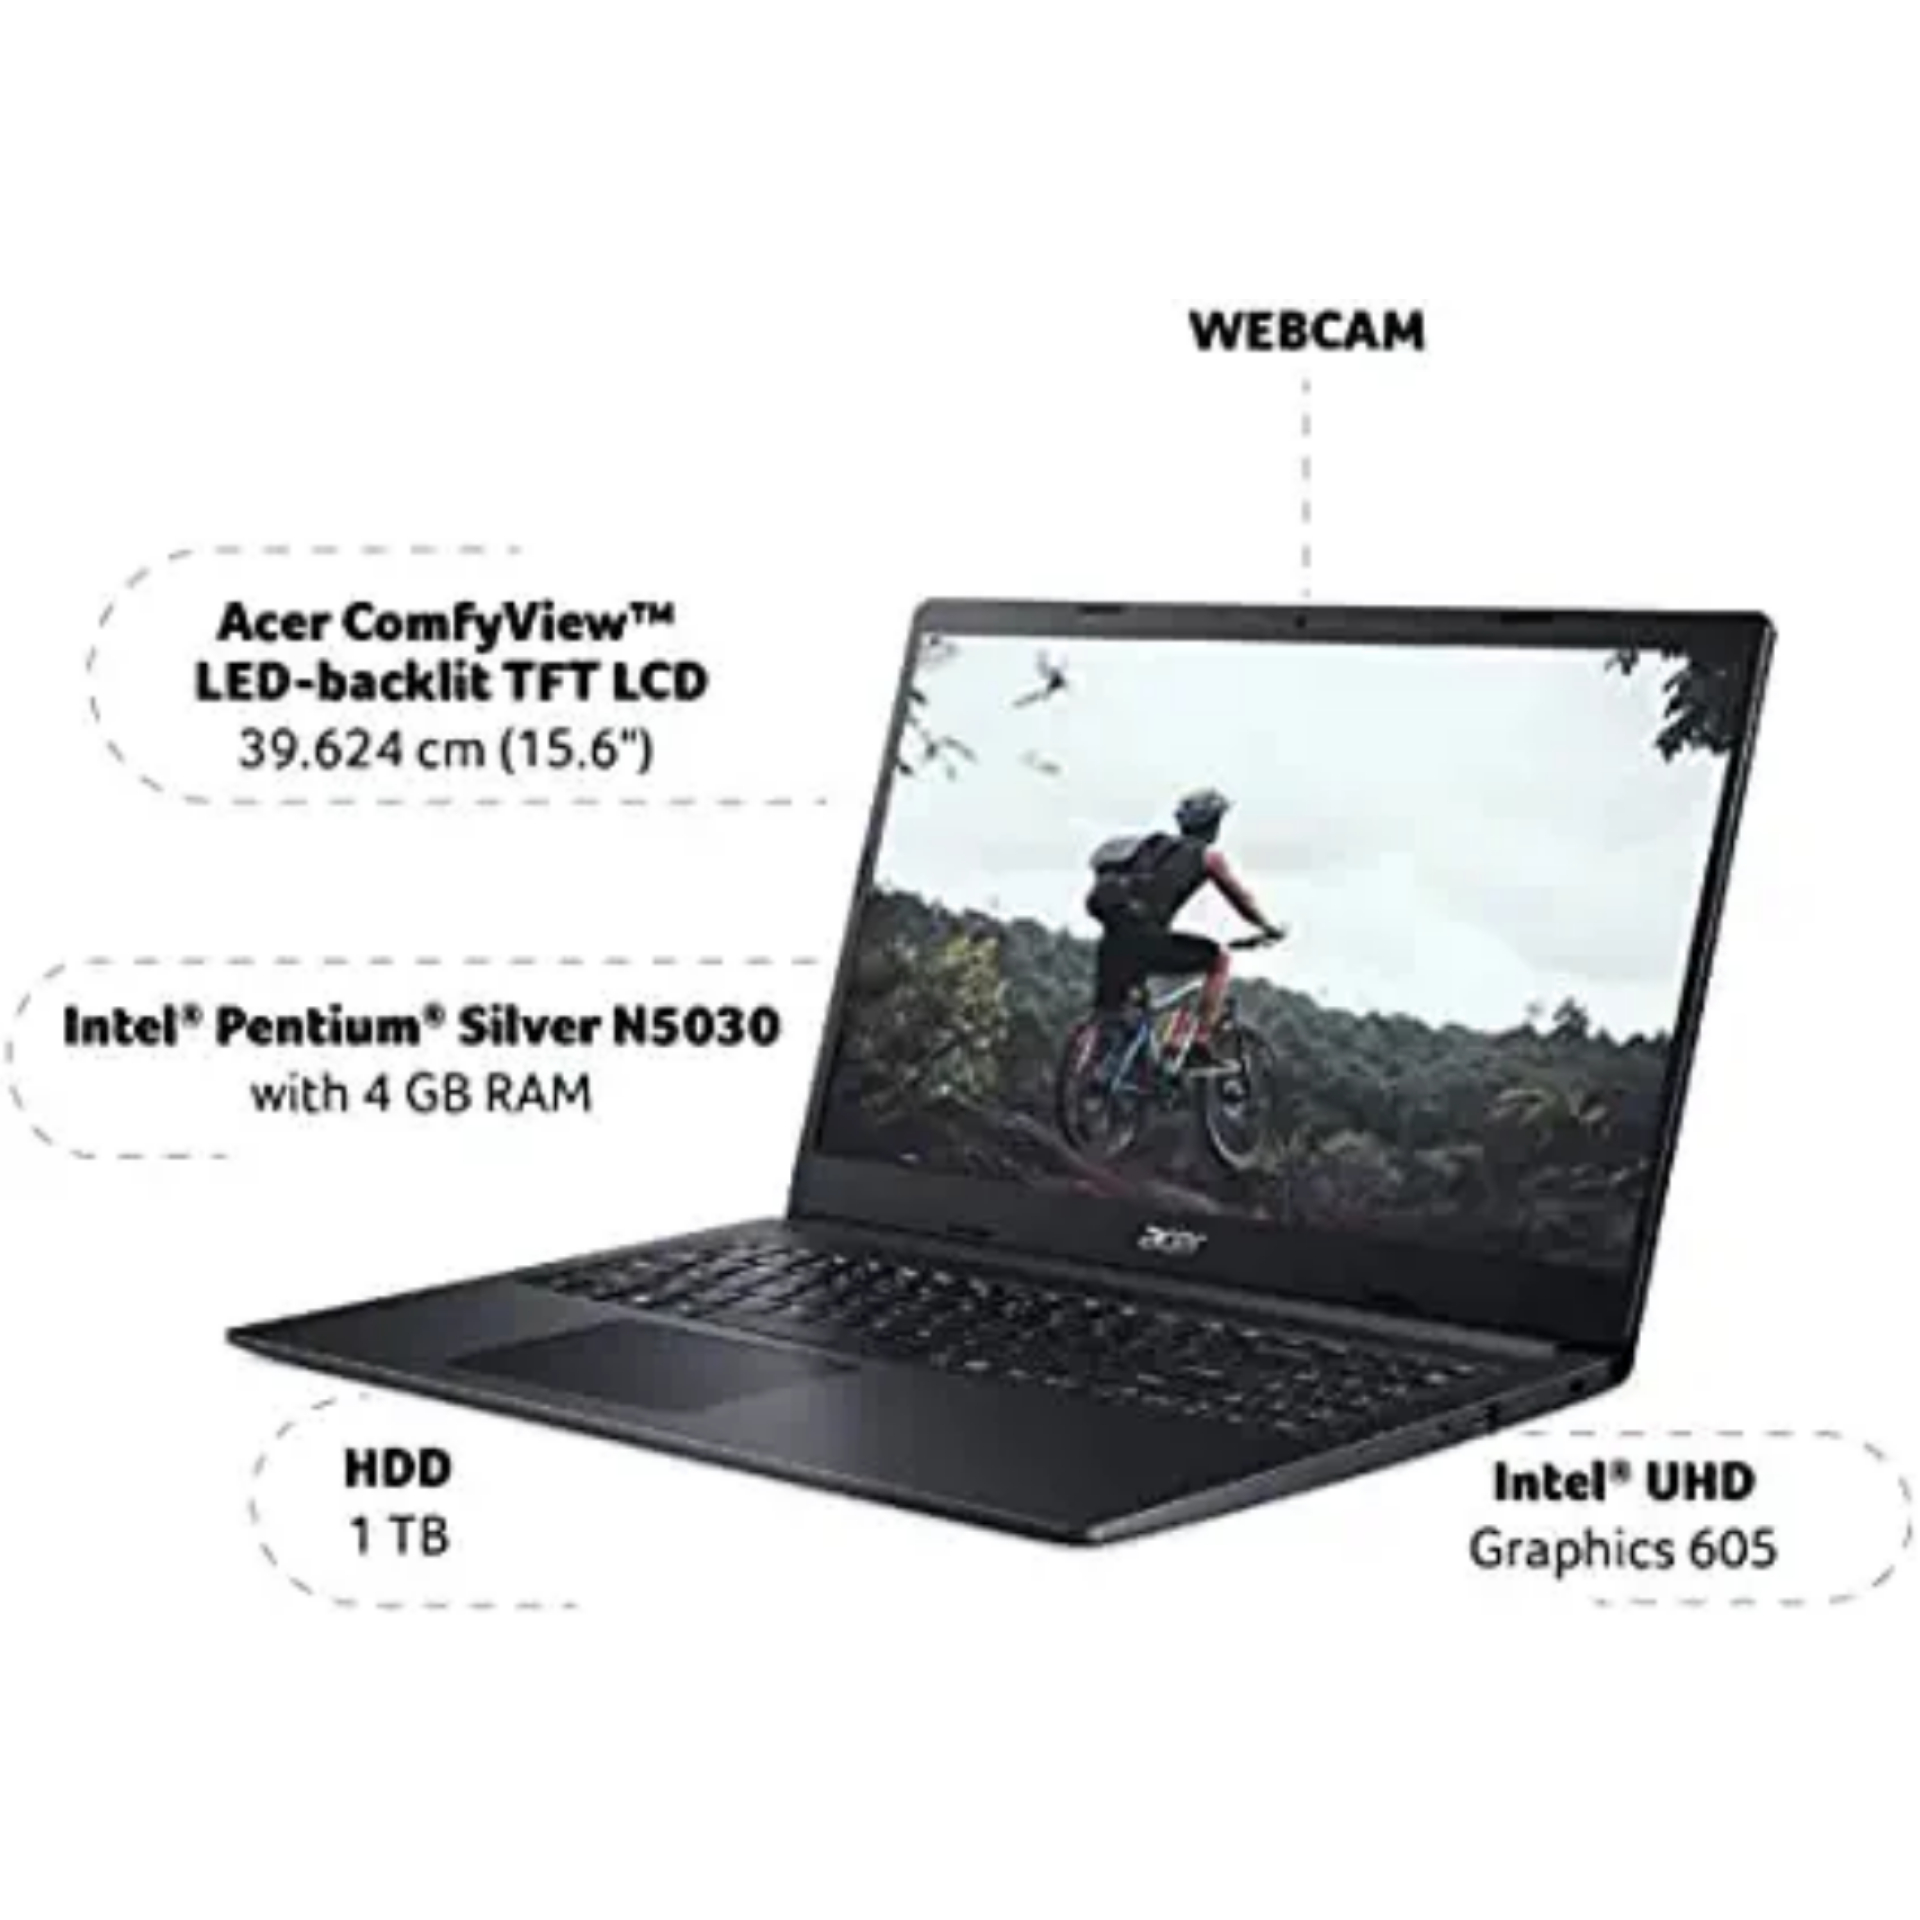 WEBCAM
Acer ComfyView™
LED-backlit TFT LCD
39.624 cm (15.6")
Intel® Pentium® Silver N5030
with 4 GB RAM
acer
HDD
1 TB
Intel® UHD
Graphics 605